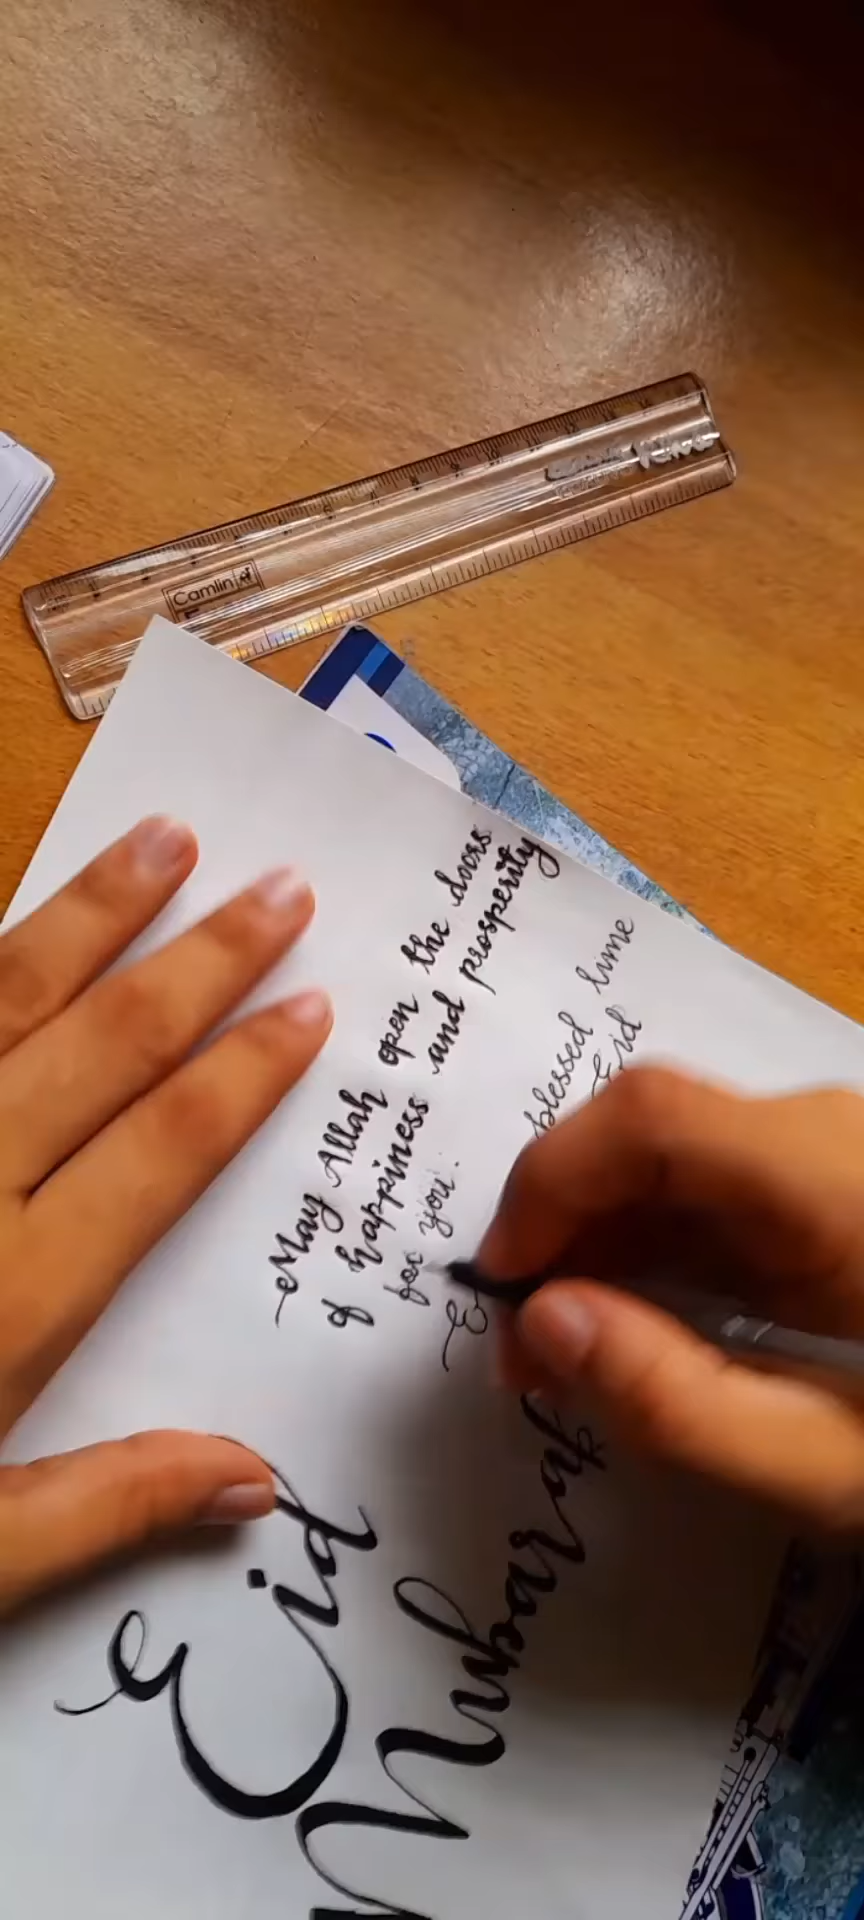 Camlin
May Allah open the doors
of happiness and prosperity
for you.
blessed time
Eid
Eid
Mubarak